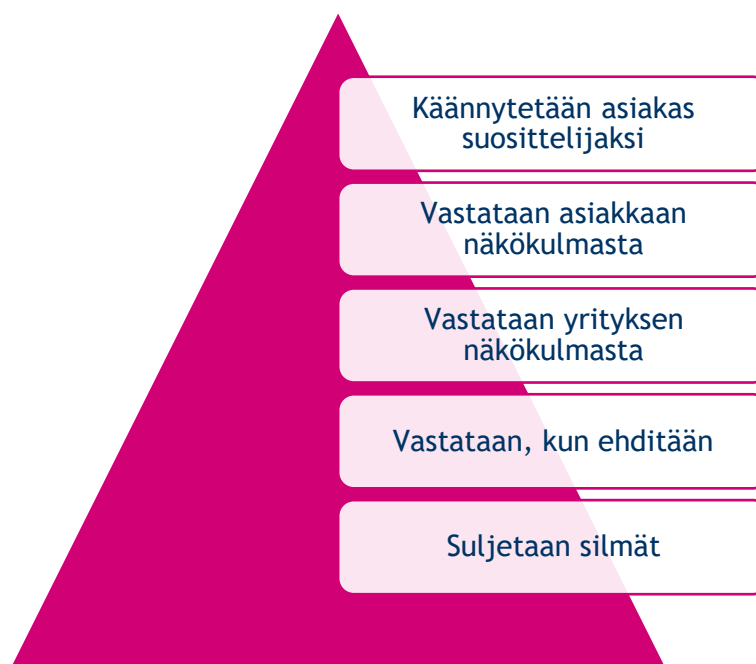 Käännytetään asiakas
suosittelijaksi
Vastataan asiakkaan
näkökulmasta
Vastataan yrityksen
näkökulmasta
Vastataan, kun ehditään
Suljetaan silmät